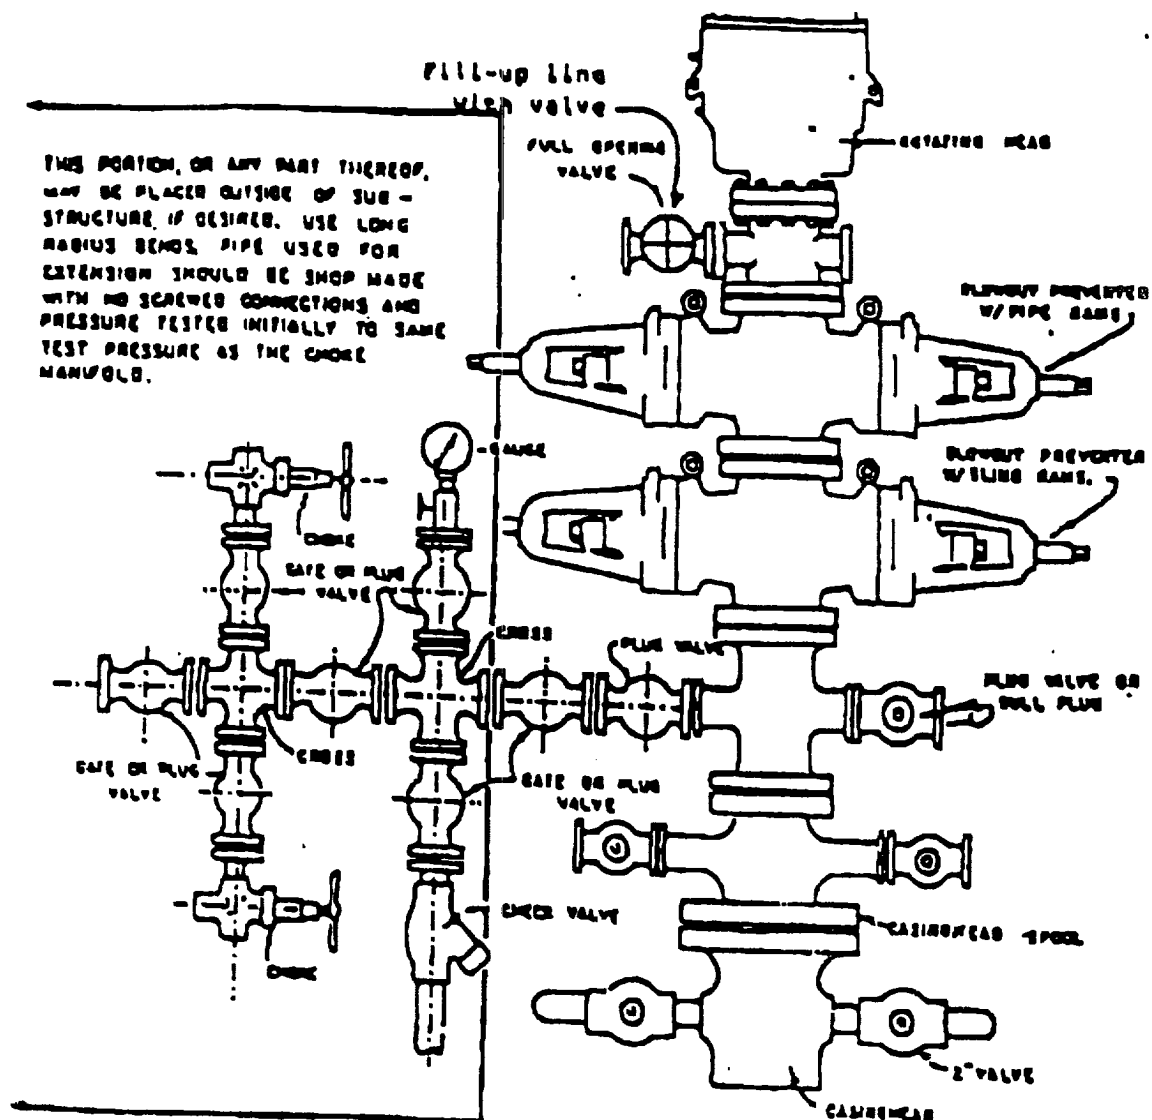 Fill-up line
with valve
FULL OPENING
VALVE
ROTATING HEAD
THIS PORTION, OR ANY PART THEREOF,
MAY BE PLACED OUTSIDE OF SUB-
STRUCTURE, IF DESIRED. USE LONG
RADIUS BENDS. PIPE USED FOR
EXTENSION SHOULD BE SHOP MADE
WITH NO SCREWED CONNECTIONS AND
PRESSURE TESTED INITIALLY TO SAME
TEST PRESSURE AS THE CHOKE
MANIFOLD.
BLOWOUT PREVENTER
W/PIPE RAMS.
GAUGE
BLOWOUT PREVENTER
W/BLIND RAMS.
CHOKE
GATE OR PLUG
VALVE
CROSS
PLUG VALVE
PLUG VALVE OR
BULL PLUG
CROSS
GATE OR PLUG
VALVE
GATE OR PLUG
VALVE
CHECK VALVE
CASINGHEAD SPOOL
CHOKE
2" VALVE
CASINGHEAD